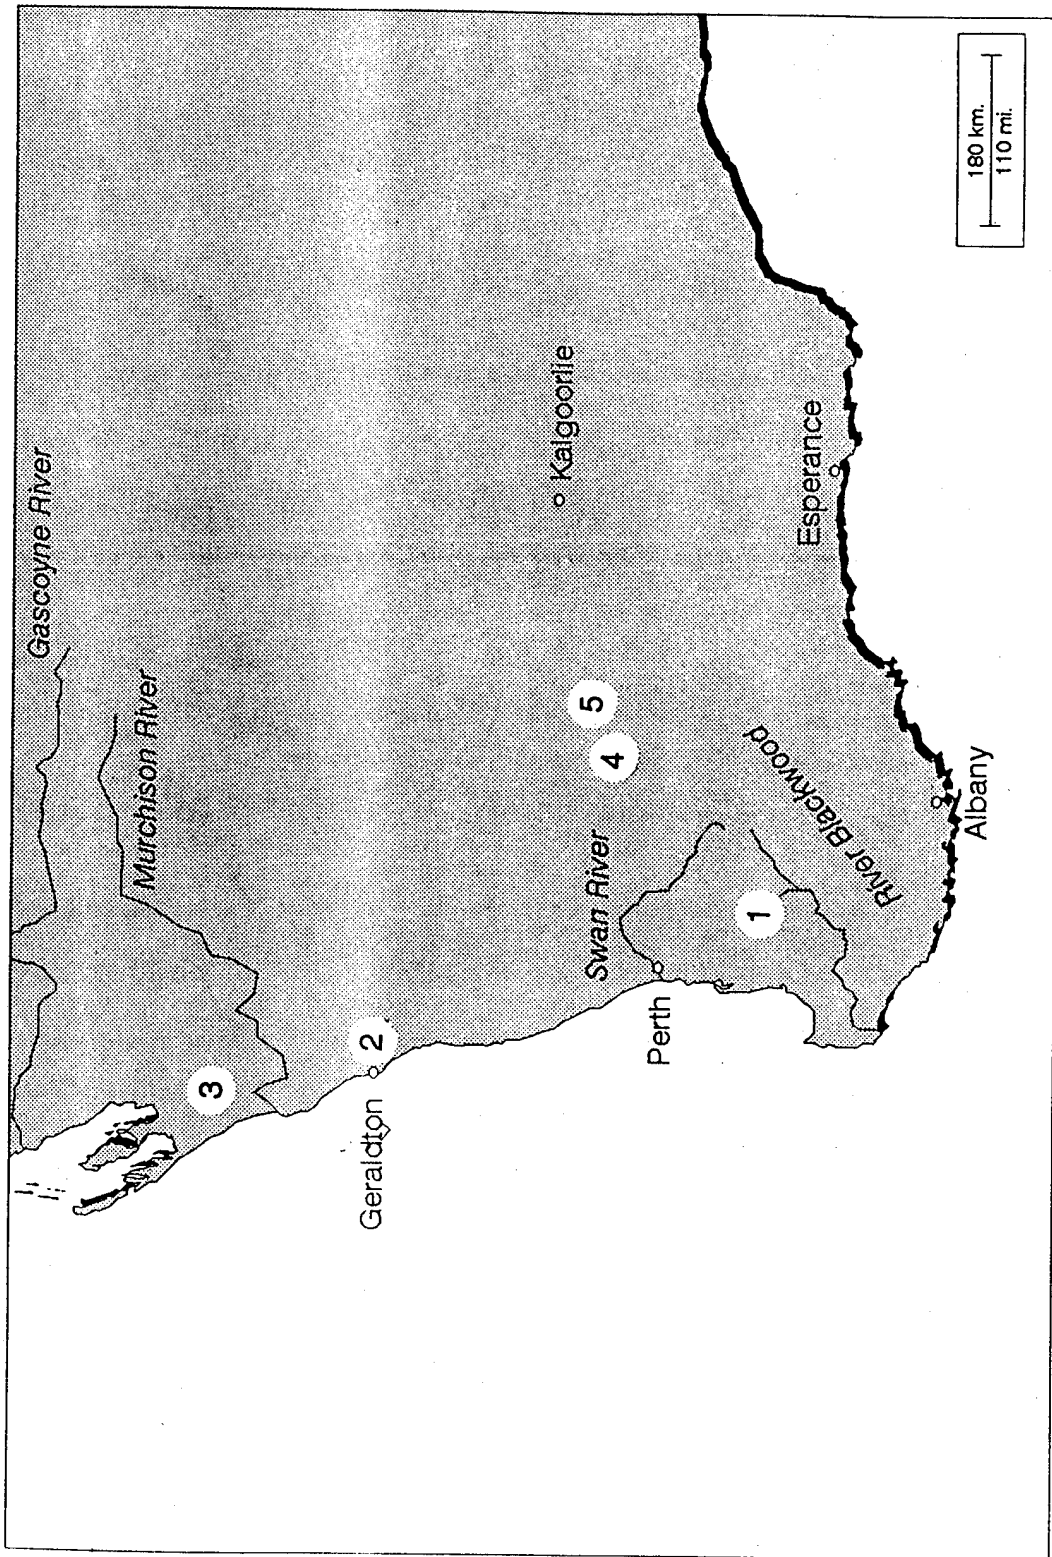 Gascoyne River
Murchison River
3
2
Geraldton
Swan River
Perth
4
5
Kalgoorlie
1
River Blackwood
Esperance
Albany
180 km.
110 mi.